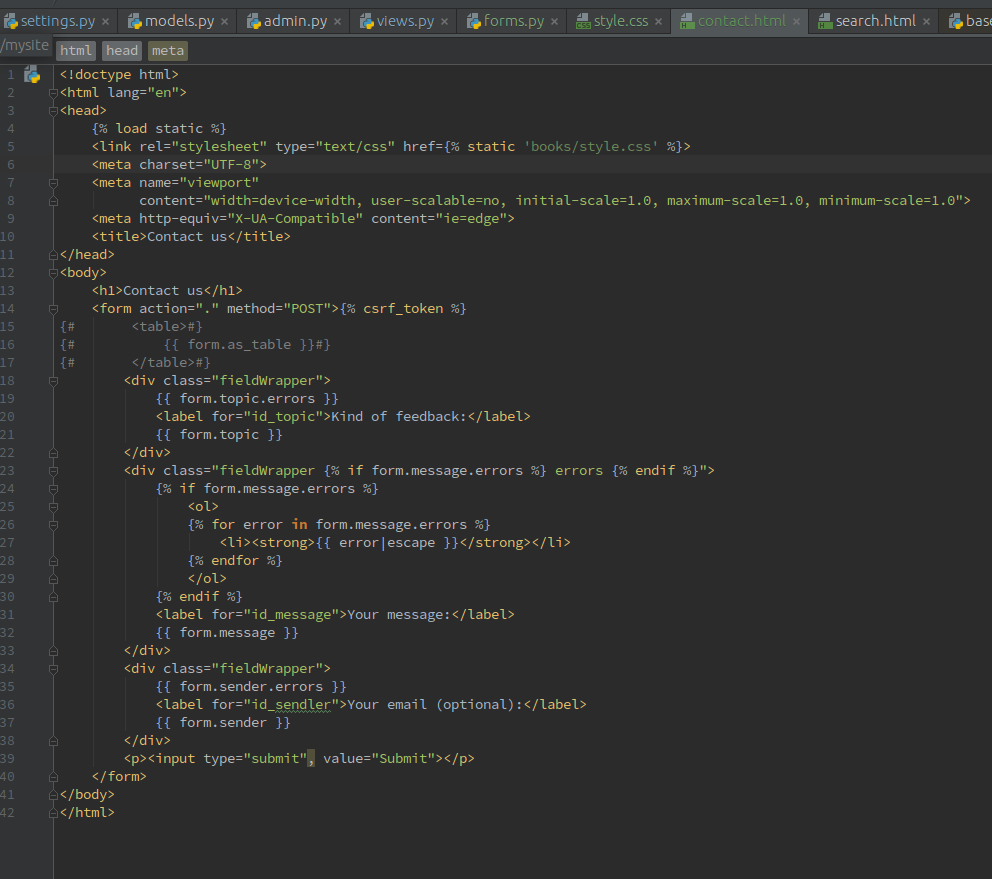 settings.py × models.py × admin.py × views.py × forms.py × style.css × contact.html × search.html × base
/mysite html head meta
1 <!doctype html>
2 <html lang="en">
3 <head>
4 {% load static %}
5 <link rel="stylesheet" type="text/css" href={% static 'books/style.css' %}>
6 <meta charset="UTF-8">
7 <meta name="viewport"
8 content="width=device-width, user-scalable=no, initial-scale=1.0, maximum-scale=1.0, minimum-scale=1.0">
9 <meta http-equiv="X-UA-Compatible" content="ie=edge">
10 <title>Contact us</title>
11 </head>
12 <body>
13 <h1>Contact us</h1>
14 <form action="." method="POST">{% csrf_token %}
15 {# <table>#}
16 {# {{ form.as_table }}#}
17 {# </table>#}
18 <div class="fieldWrapper">
19 {{ form.topic.errors }}
20 <label for="id_topic">Kind of feedback:</label>
21 {{ form.topic }}
22 </div>
23 <div class="fieldWrapper {% if form.message.errors %} errors {% endif %}">
24 {% if form.message.errors %}
25 <ol>
26 {% for error in form.message.errors %}
27 <li><strong>{{ error|escape }}</strong></li>
28 {% endfor %}
29 </ol>
30 {% endif %}
31 <label for="id_message">Your message:</label>
32 {{ form.message }}
33 </div>
34 <div class="fieldWrapper">
35 {{ form.sender.errors }}
36 <label for="id_sendler">Your email (optional):</label>
37 {{ form.sender }}
38 </div>
39 <p><input type="submit", value="Submit"></p>
40 </form>
41 </body>
42 </html>